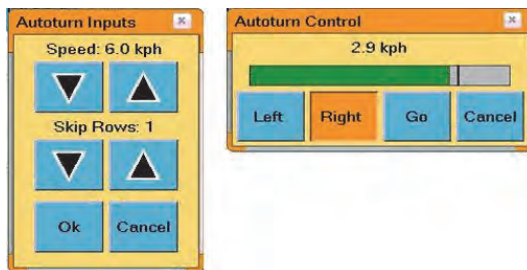 Autoturn Inputs
Speed: 6.0 kph
Skip Rows: 1
Ok Cancel
Autoturn Control
2.9 kph
Left Right Go Cancel